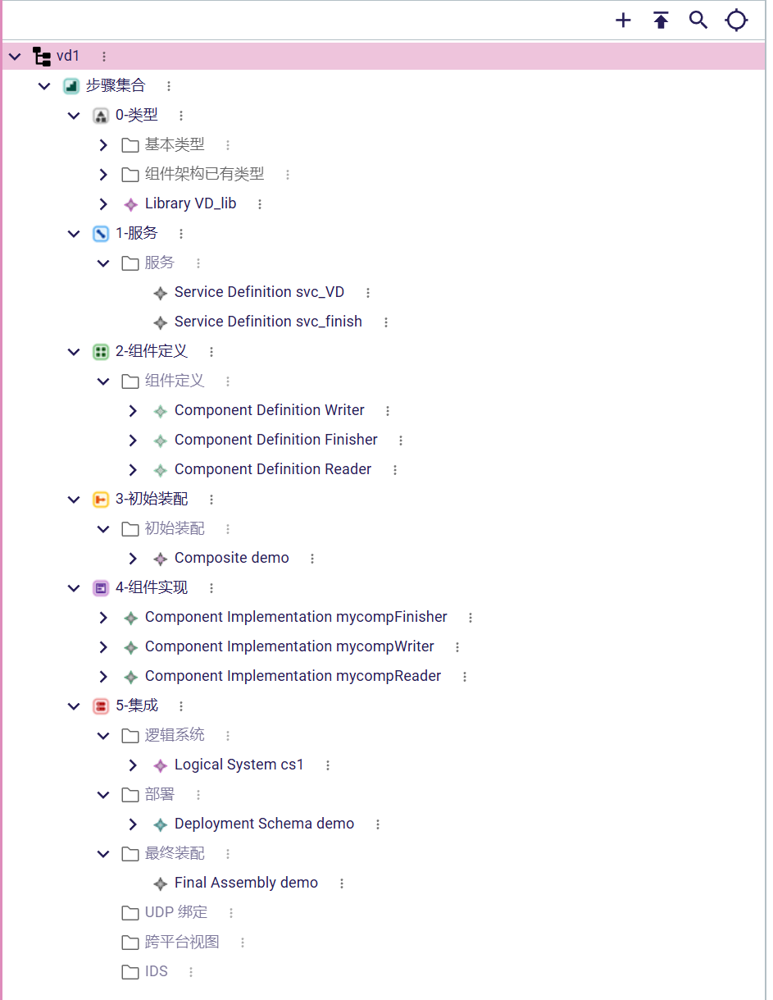 vd1
步骤集合
0-类型
基本类型
组件架构已有类型
Library VD_lib
1-服务
服务
Service Definition svc_VD
Service Definition svc_finish
2-组件定义
组件定义
Component Definition Writer
Component Definition Finisher
Component Definition Reader
3-初始装配
初始装配
Composite demo
4-组件实现
Component Implementation mycompFinisher
Component Implementation mycompWriter
Component Implementation mycompReader
5-集成
逻辑系统
Logical System cs1
部署
Deployment Schema demo
最终装配
Final Assembly demo
UDP 绑定
跨平台视图
IDS